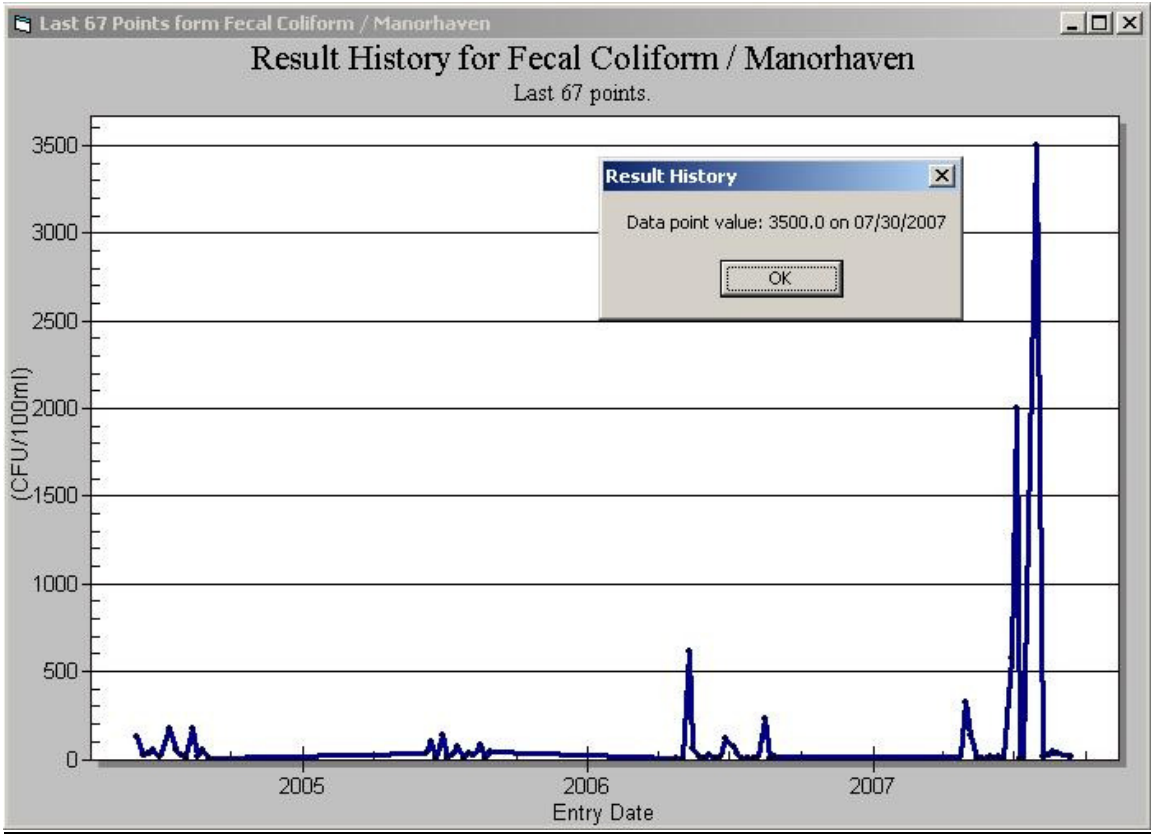 Last 67 Points form Fecal Coliform / Manorhaven
Result History for Fecal Coliform / Manorhaven
Last 67 points.
3500
3000
2500
2000
1500
1000
500
0
(CFU/100ml)
Result History
Data point value: 3500.0 on 07/30/2007
OK
2005
2006
2007
Entry Date